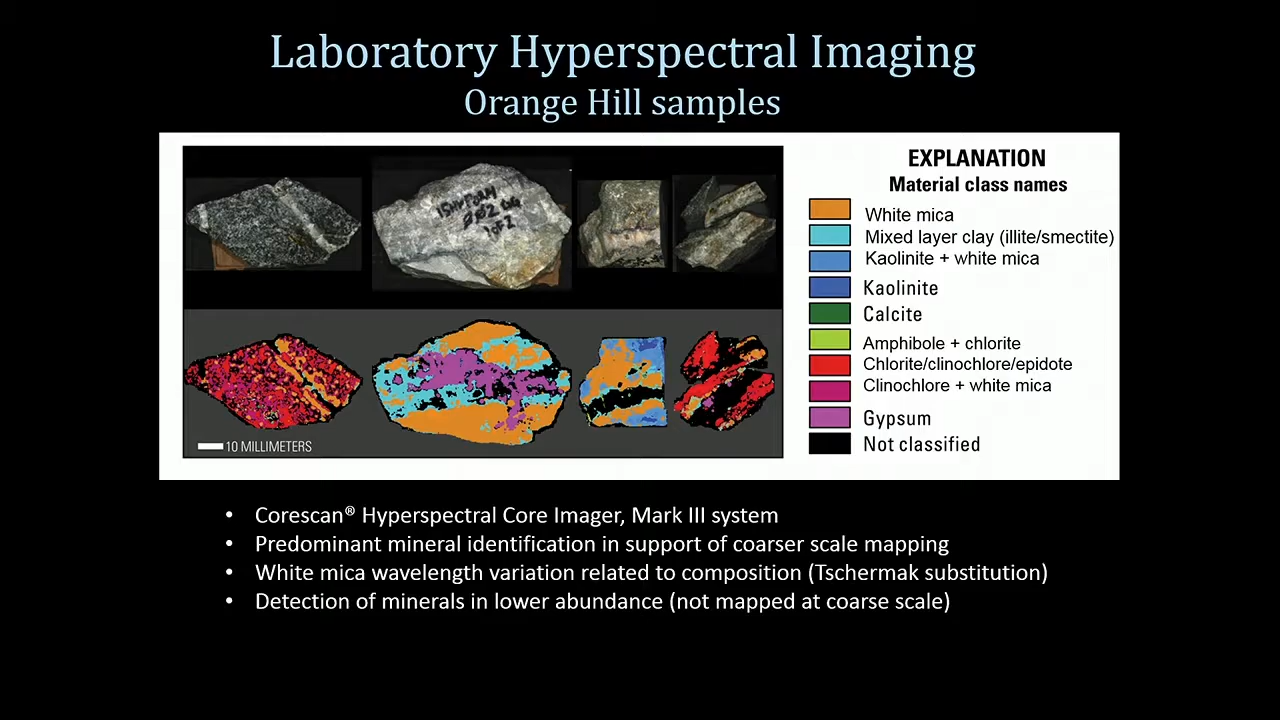 Laboratory Hyperspectral Imaging
Orange Hill samples
EXPLANATION
Material class names
White mica
Mixed layer clay (illite/smectite)
Kaolinite + white mica
Kaolinite
Calcite
Amphibole + chlorite
Chlorite/clinochlore/epidote
Clinochlore + white mica
Gypsum
Not classified
10 MILLIMETERS
• Corescan® Hyperspectral Core Imager, Mark III system
• Predominant mineral identification in support of coarser scale mapping
• White mica wavelength variation related to composition (Tschermak substitution)
• Detection of minerals in lower abundance (not mapped at coarse scale)